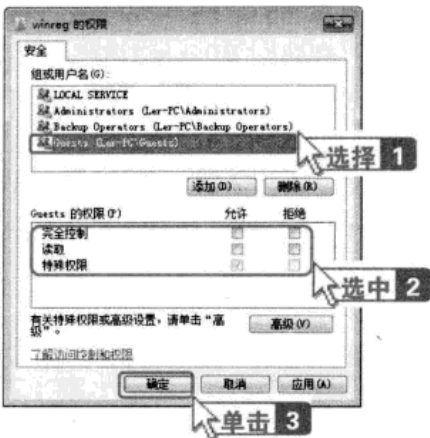 winreg 的权限
安全
组或用户名(G):
LOCAL SERVICE
Administrators (Ler-PC\Administrators)
Backup Operators (Ler-PC\Backup Operators)
Guests (Ler-PC\Guests)
选择 1
添加(D)... 删除(R)
Guests 的权限(P) 允许 拒绝
完全控制
读取
特殊权限
选中 2
有关特殊权限或高级设置，请单击“高
级”。
高级(V)
了解访问控制和权限
确定 取消 应用(A)
单击 3